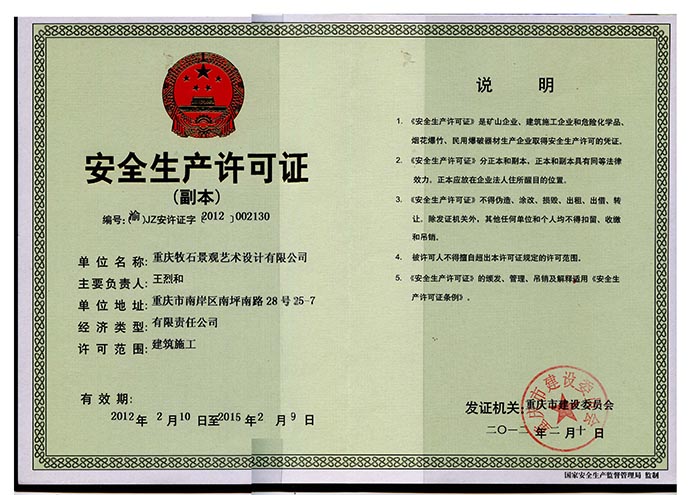 安全生产许可证
(副本)
编号:(渝)JZ安许证字〔2012〕002130
单位名称:重庆牧石景观艺术设计有限公司
主要负责人:王烈和
单位地址:重庆市南岸区南坪南路28号25-7
经济类型:有限责任公司
许可范围:建筑施工
有效期:
2012年2月10日至2015年2月9日
说明
1. 《安全生产许可证》是矿山企业、建筑施工企业和危险化学品、
烟花爆竹、民用爆破器材生产企业取得安全生产许可的凭证。
2. 《安全生产许可证》分正本和副本，正本和副本具有同等法律
效力，正本应放在企业法人住所醒目的位置。
3. 《安全生产许可证》不得伪造、涂改、损毁、出租、出借、转
让。除发证机关外，其他任何单位和个人均不得扣留、收缴
和吊销。
4. 被许可人不得擅自超出本许可证规定的许可范围。
5. 《安全生产许可证》的颁发、管理、吊销及解释适用《安全生
产许可证条例》。
重庆市建设委员会
发证机关:重庆市建设委员会
二〇一二年二月十日
国家安全生产监督管理局 监制